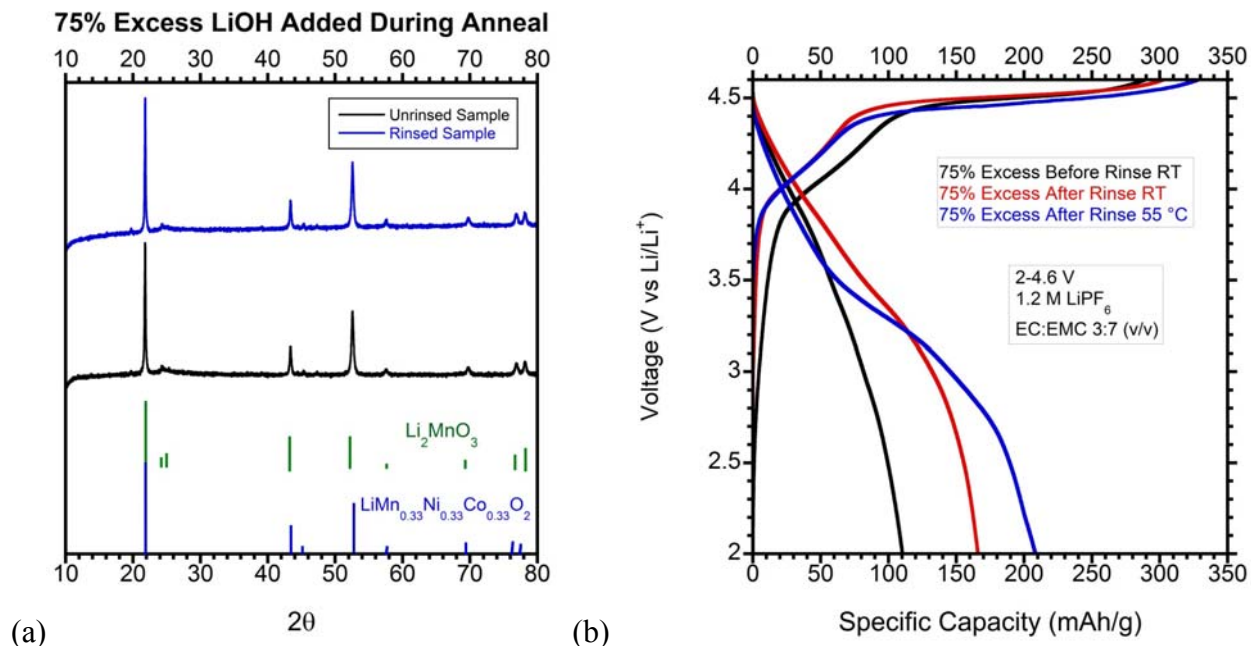 75% Excess LiOH Added During Anneal
10 20 30 40 50 60 70 80
Unrinsed Sample
Rinsed Sample
Li₂MnO₃
LiMn₀.₃₃Ni₀.₃₃Co₀.₃₃O₂
10 20 30 40 50 60 70 80
2θ
(a)
0 50 100 150 200 250 300 350
Voltage (V vs Li/Li⁺)
4.5
4
3.5
3
2.5
2
75% Excess Before Rinse RT
75% Excess After Rinse RT
75% Excess After Rinse 55 °C
2-4.6 V
1.2 M LiPF₆
EC:EMC 3:7 (v/v)
0 50 100 150 200 250 300 350
Specific Capacity (mAh/g)
(b)